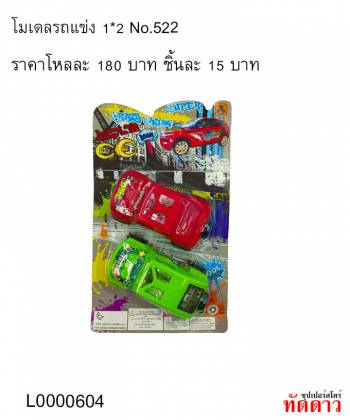 โมเดลรถแข่ง 1*2 No.522
ราคาโหลละ 180 บาท ชิ้นละ 15 บาท
SUPER
L0000604
ซุปเปอร์สโตร์
ทัดดาว